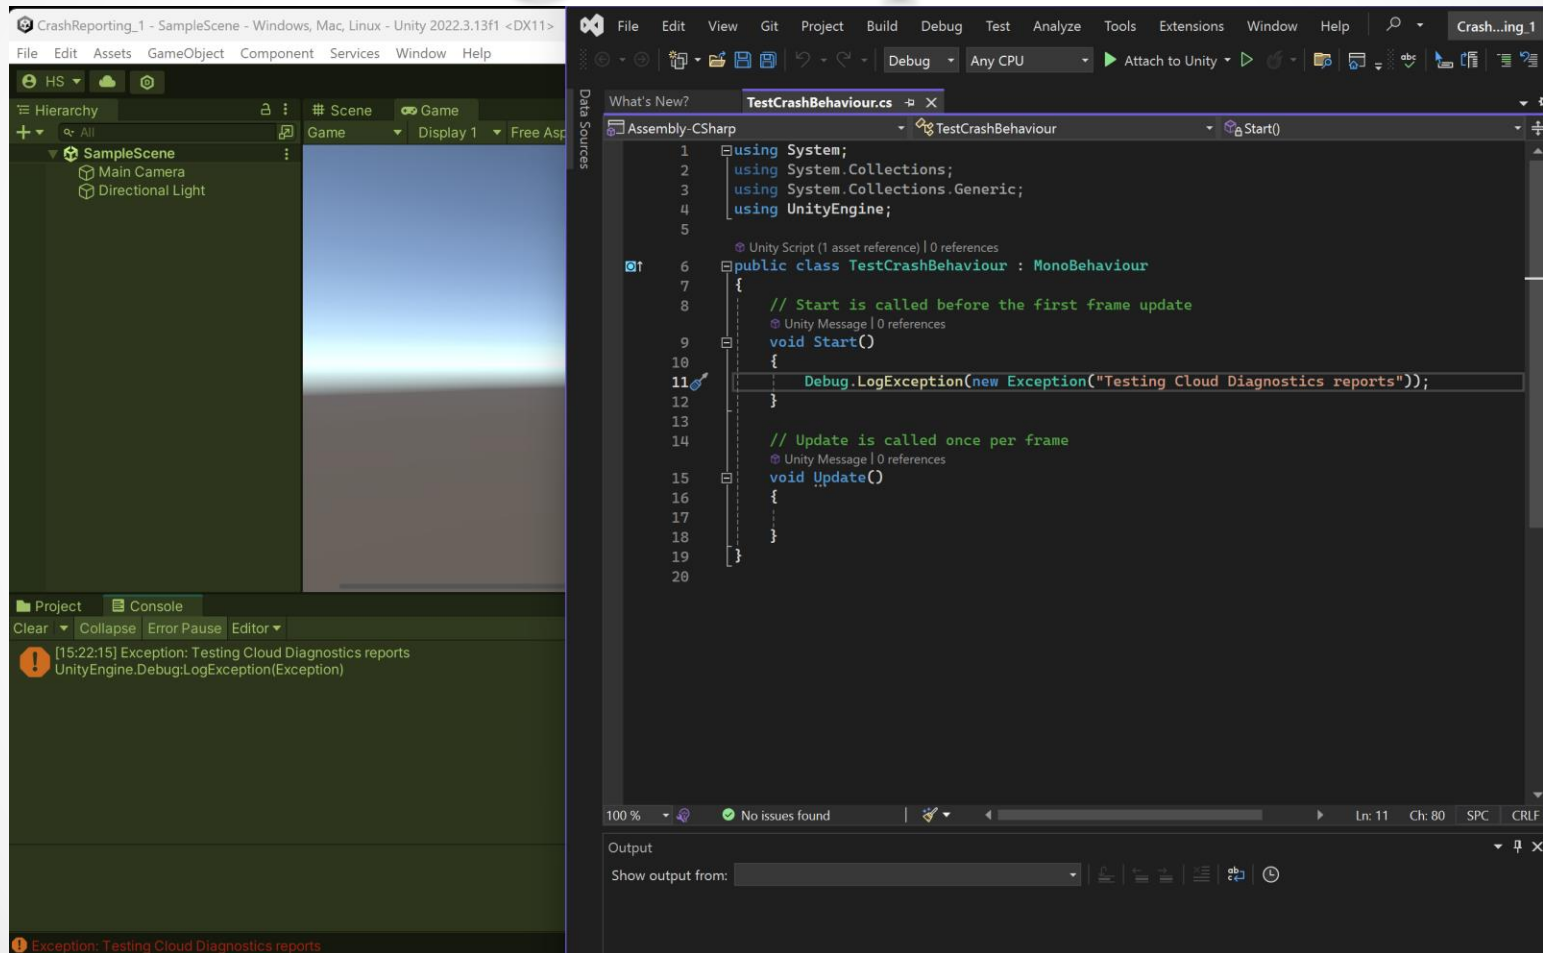 CrashReporting_1 - SampleScene - Windows, Mac, Linux - Unity 2022.3.13f1 <DX11>
File Edit Assets GameObject Component Services Window Help
HS
Hierarchy
All
SampleScene
Main Camera
Directional Light
Scene Game
Game Display 1 Free Asp
Project Console
Clear Collapse Error Pause Editor
[15:22:15] Exception: Testing Cloud Diagnostics reports
UnityEngine.Debug:LogException(Exception)
Exception: Testing Cloud Diagnostics reports
File Edit View Git Project Build Debug Test Analyze Tools Extensions Window Help Crash...ing_1
Debug Any CPU Attach to Unity
Data Sources
What's New? TestCrashBehaviour.cs
Assembly-CSharp TestCrashBehaviour Start()
1 using System;
2 using System.Collections;
3 using System.Collections.Generic;
4 using UnityEngine;
5
Unity Script (1 asset reference) | 0 references
6 public class TestCrashBehaviour : MonoBehaviour
7 {
8 // Start is called before the first frame update
Unity Message | 0 references
9 void Start()
10 {
11 Debug.LogException(new Exception("Testing Cloud Diagnostics reports"));
12 }
13
14 // Update is called once per frame
Unity Message | 0 references
15 void Update()
16 {
17
18 }
19 }
20
100 % No issues found Ln: 11 Ch: 80 SPC CRLF
Output
Show output from: